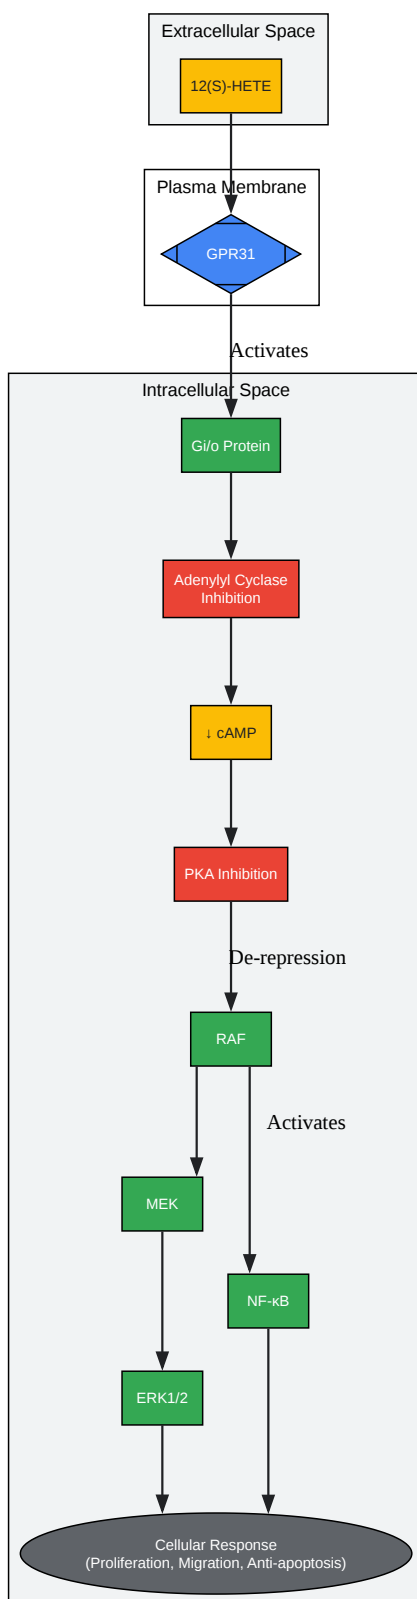 Extracellular Space
12(S)-HETE
Plasma Membrane
GPR31
Activates
Intracellular Space
Gi/o Protein
Adenylyl Cyclase
Inhibition
↓ cAMP
PKA Inhibition
De-repression
RAF
Activates
MEK
NF-κB
ERK1/2
Cellular Response
(Proliferation, Migration, Anti-apoptosis)